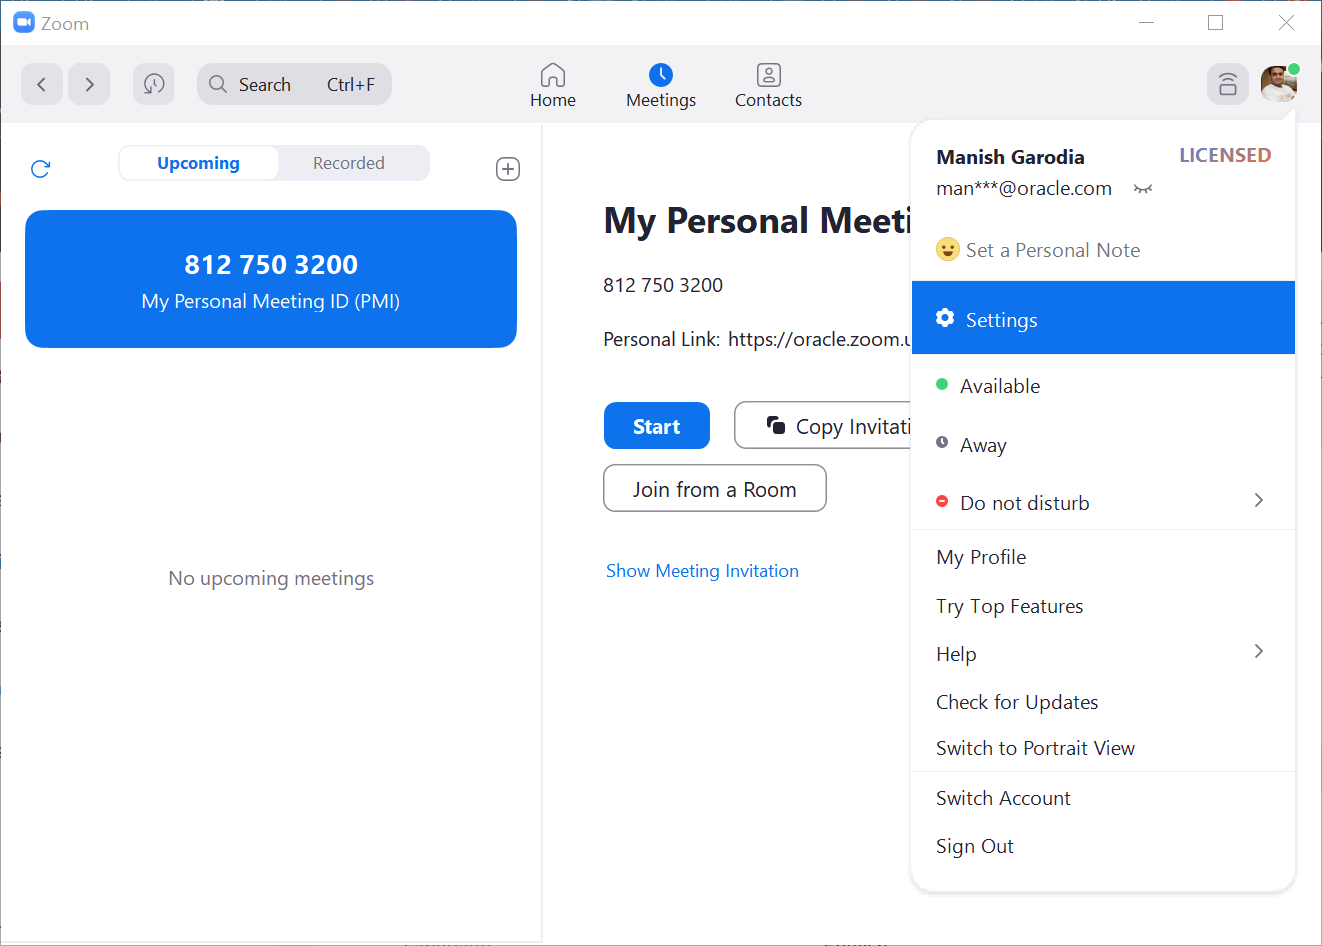 Zoom
Search Ctrl+F
Home
Meetings
Contacts
Upcoming
Recorded
812 750 3200
My Personal Meeting ID (PMI)
No upcoming meetings
My Personal Meeti
812 750 3200
Personal Link: https://oracle.zoom.u
Start
Copy Invitati
Join from a Room
Show Meeting Invitation
Manish Garodia
LICENSED
man***@oracle.com
Set a Personal Note
Settings
Available
Away
Do not disturb
My Profile
Try Top Features
Help
Check for Updates
Switch to Portrait View
Switch Account
Sign Out